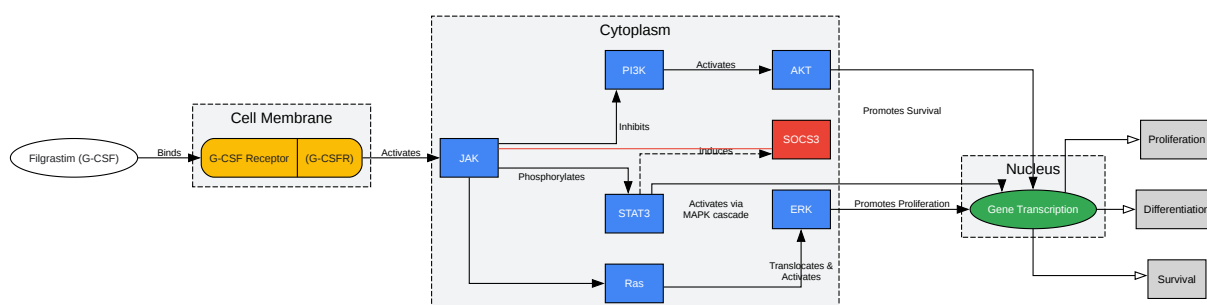 Cytoplasm
PI3K
Activates
AKT
Promotes Survival
Cell Membrane
Inhibits
SOCS3
Proliferation
Filgrastim (G-CSF)
Binds
G-CSF Receptor
(G-CSFR)
Activates
JAK
Induces
Nucleus
Phosphorylates
STAT3
Activates via
MAPK cascade
ERK
Promotes Proliferation
Gene Transcription
Differentiation
Translocates &
Activates
Ras
Survival